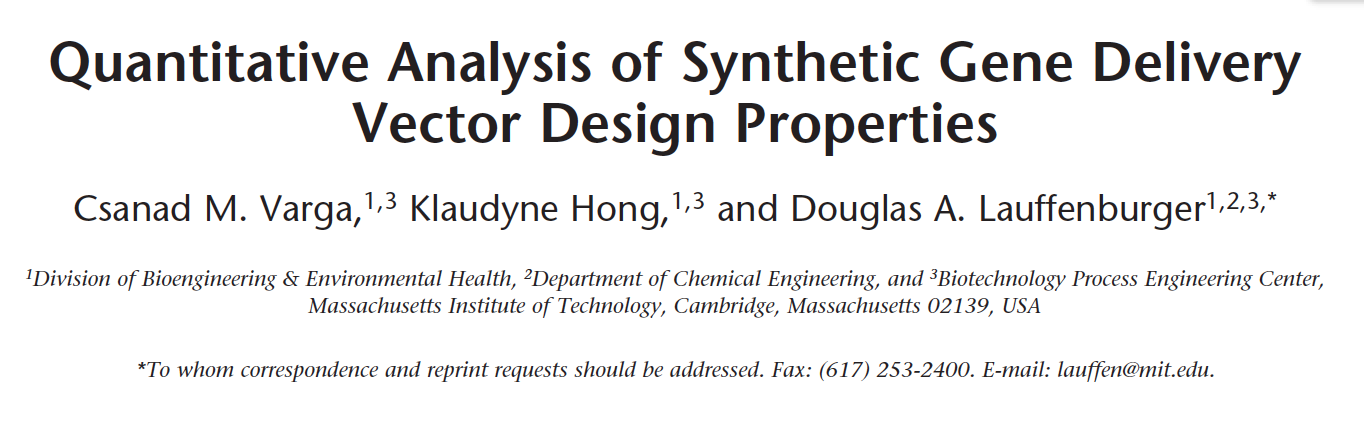 Quantitative Analysis of Synthetic Gene Delivery
Vector Design Properties
Csanad M. Varga,1,3 Klaudyne Hong,1,3 and Douglas A. Lauffenburger1,2,3,*
1Division of Bioengineering & Environmental Health, 2Department of Chemical Engineering, and 3Biotechnology Process Engineering Center,
Massachusetts Institute of Technology, Cambridge, Massachusetts 02139, USA
*To whom correspondence and reprint requests should be addressed. Fax: (617) 253-2400. E-mail: lauffen@mit.edu.